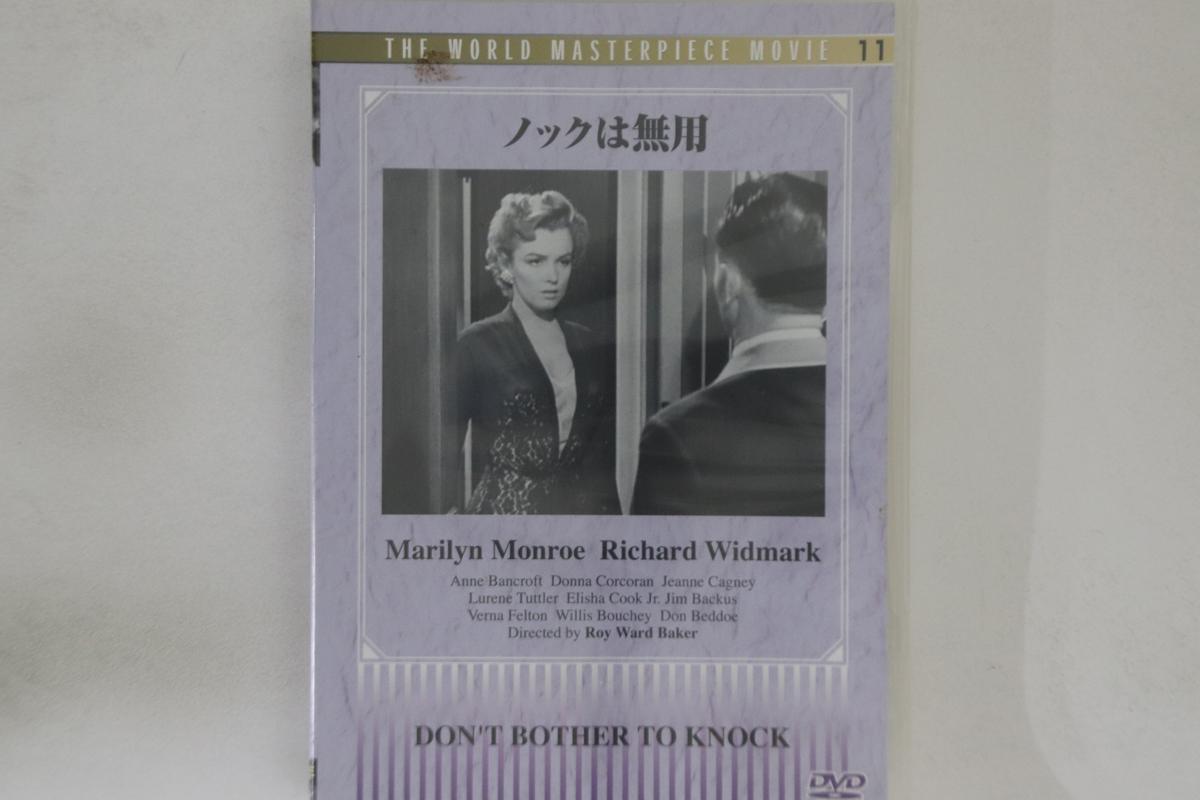 THE WORLD MASTERPIECE MOVIE 11
ノックは無用
Marilyn Monroe Richard Widmark
Anne Bancroft Donna Corcoran Jeanne Cagney
Lurene Tuttler Elisha Cook Jr. Jim Backus
Verna Felton Willis Bouchey Don Beddoe
Directed by Roy Ward Baker
DON'T BOTHER TO KNOCK
DVD